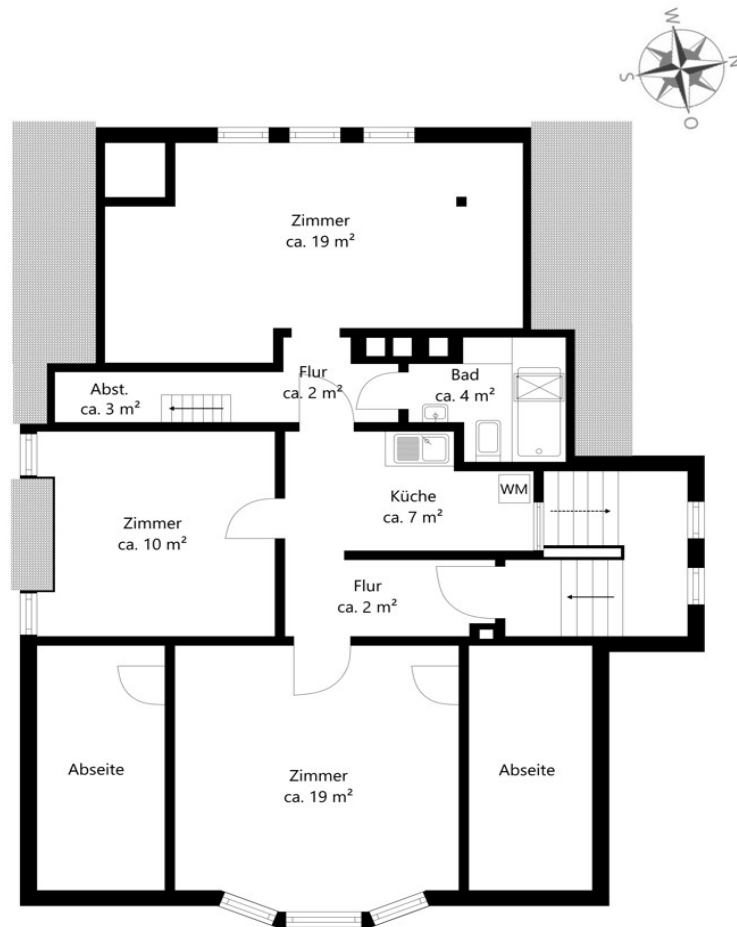 W
N
S
O
Zimmer
ca. 19 m²
Flur
ca. 2 m²
Bad
ca. 4 m²
Abst.
ca. 3 m²
Küche
ca. 7 m²
WM
Zimmer
ca. 10 m²
Flur
ca. 2 m²
Abseite
Zimmer
ca. 19 m²
Abseite